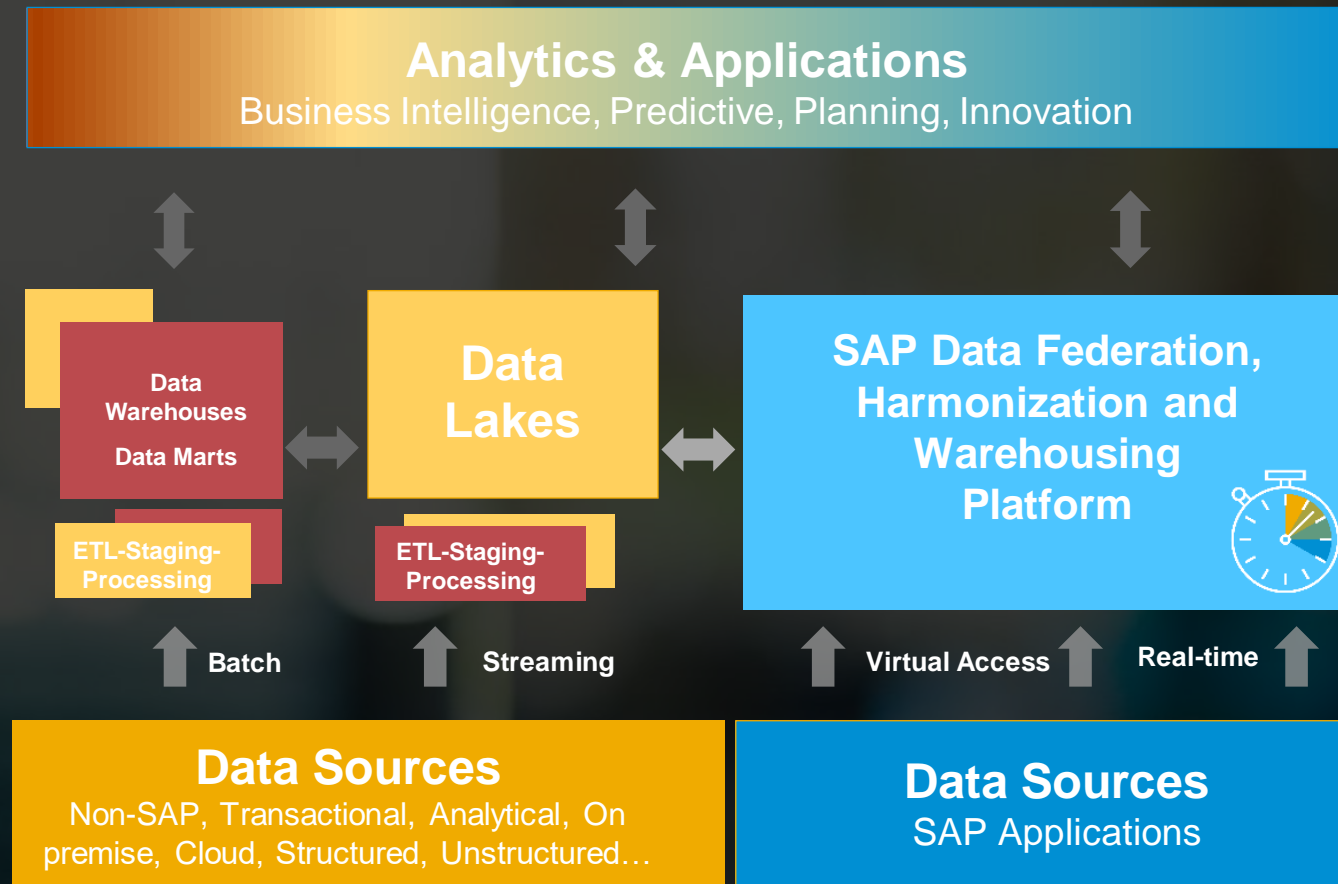 Analytics & Applications
Business Intelligence, Predictive, Planning, Innovation
Data
Warehouses
Data Marts
Data
Lakes
SAP Data Federation,
Harmonization and
Warehousing
Platform
ETL-Staging-
Processing
ETL-Staging-
Processing
Batch
Streaming
Virtual Access
Real-time
Data Sources
Non-SAP, Transactional, Analytical, On
premise, Cloud, Structured, Unstructured…
Data Sources
SAP Applications